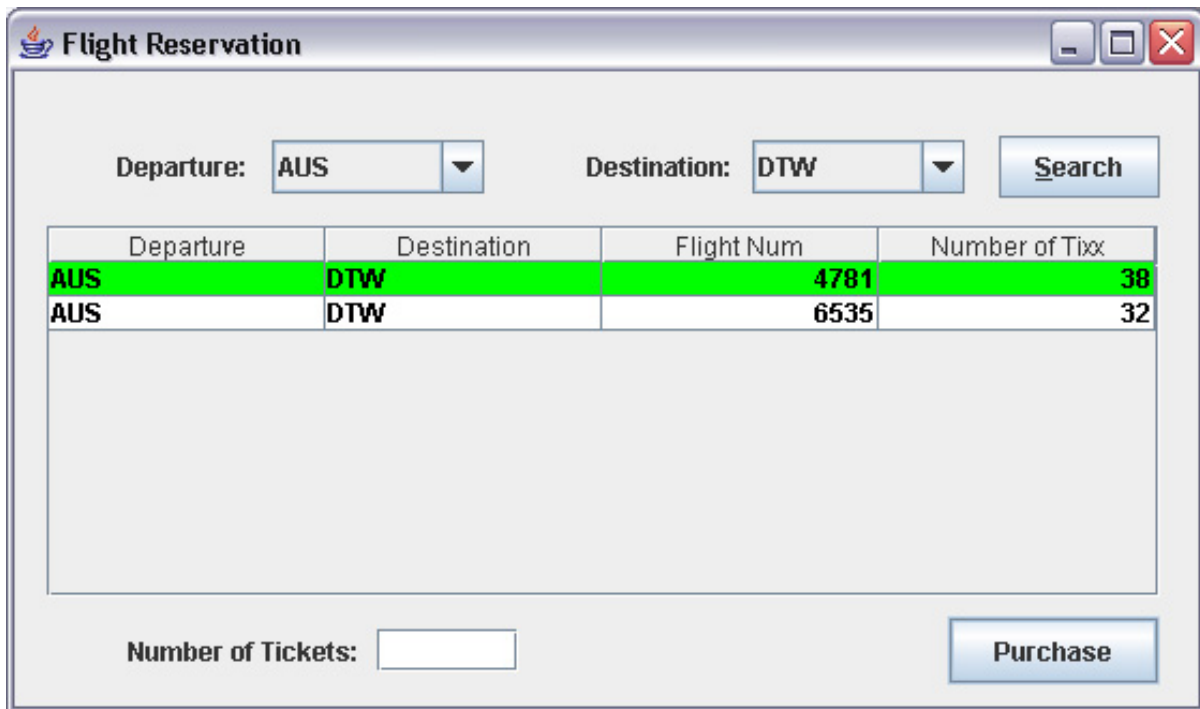 Flight Reservation
Departure: AUS Destination: DTW Search
Departure Destination Flight Num Number of Tixx
AUS DTW 4781 38
AUS DTW 6535 32
Number of Tickets: Purchase